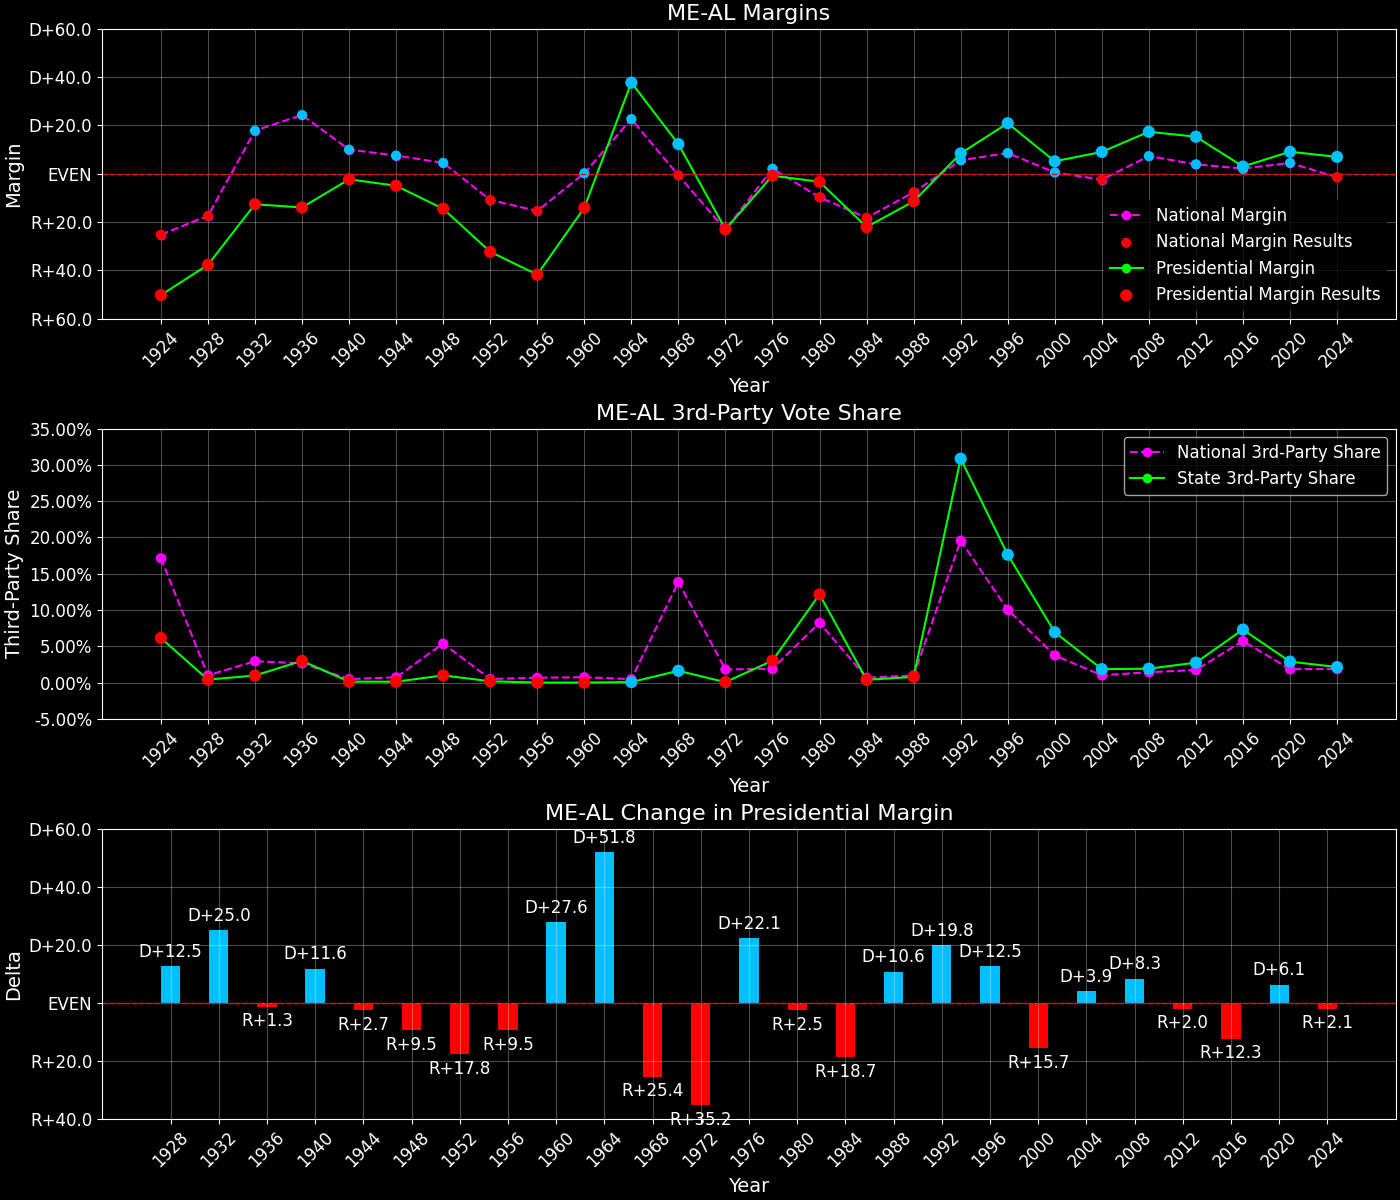 ME-AL Margins
D+60.0
D+40.0
D+20.0
EVEN
R+20.0
R+40.0
R+60.0
Margin
National Margin
National Margin Results
Presidential Margin
Presidential Margin Results
1924 1928 1932 1936 1940 1944 1948 1952 1956 1960 1964 1968 1972 1976 1980 1984 1988 1992 1996 2000 2004 2008 2012 2016 2020 2024
Year
ME-AL 3rd-Party Vote Share
35.00%
30.00%
25.00%
20.00%
15.00%
10.00%
5.00%
0.00%
-5.00%
Third-Party Share
National 3rd-Party Share
State 3rd-Party Share
1924 1928 1932 1936 1940 1944 1948 1952 1956 1960 1964 1968 1972 1976 1980 1984 1988 1992 1996 2000 2004 2008 2012 2016 2020 2024
Year
ME-AL Change in Presidential Margin
D+60.0
D+40.0
D+20.0
EVEN
R+20.0
R+40.0
Delta
D+12.5
D+25.0
R+1.3
D+11.6
R+2.7
R+9.5
R+17.8
R+9.5
D+27.6
D+51.8
R+25.4
R+35.2
D+22.1
R+2.5
R+18.7
D+10.6
D+19.8
D+12.5
R+15.7
D+3.9
D+8.3
R+2.0
R+12.3
D+6.1
R+2.1
1928 1932 1936 1940 1944 1948 1952 1956 1960 1964 1968 1972 1976 1980 1984 1988 1992 1996 2000 2004 2008 2012 2016 2020 2024
Year